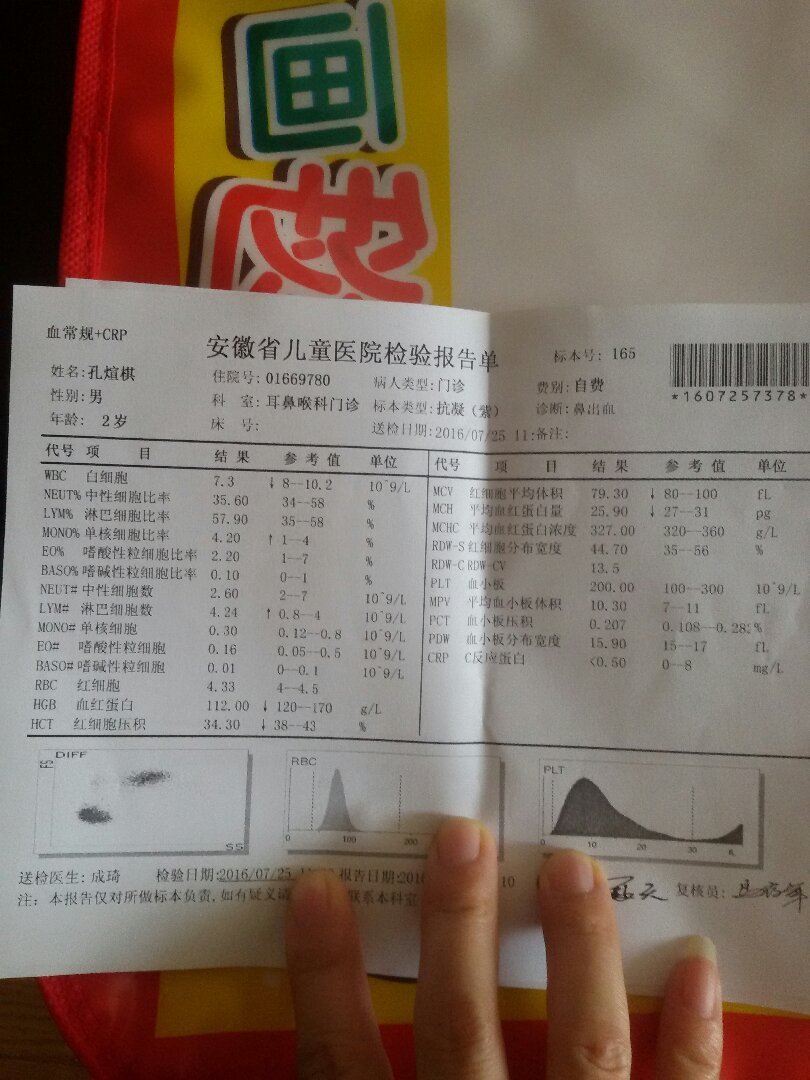 画
袋
血常规+CRP
安徽省儿童医院检验报告单
标本号: 165
姓名:孔煊棋
住院号:01669780
病人类型:门诊
费别:自费
*1607257378*
性别:男
科 室:耳鼻喉科门诊
标本类型:抗凝(紫)
诊断:鼻出血
年龄: 2岁
床 号:
送检日期:2016/07/25 11:备注:
代号 项 目 结 果 参 考 值 单位
WBC 白细胞 7.3 ↓ 8--10.2 10^9/L
NEUT% 中性细胞比率 35.60 34--58 %
LYM% 淋巴细胞比率 57.90 35--58 %
MONO% 单核细胞比率 4.20 ↑ 1--4 %
EO% 嗜酸性粒细胞比率 2.20 1--7 %
BASO% 嗜碱性粒细胞比率 0.10 0--1 %
NEUT# 中性细胞数 2.60 2--7 10^9/L
LYM# 淋巴细胞数 4.24 ↑ 0.8--4 10^9/L
MONO# 单核细胞 0.30 0.12--0.8 10^9/L
EO# 嗜酸性粒细胞 0.16 0.05--0.5 10^9/L
BASO# 嗜碱性粒细胞 0.01 0--0.1 10^9/L
RBC 红细胞 4.33 4--4.5
HGB 血红蛋白 112.00 ↓ 120--170 g/L
HCT 红细胞压积 34.30 ↓ 38--43 %
代号 项 目 结 果 参 考 值 单位
MCV 红细胞平均体积 79.30 ↓ 80--100 fL
MCH 平均血红蛋白量 25.90 ↓ 27--31 pg
MCHC 平均血红蛋白浓度 327.00 320--360 g/L
RDW-S 红细胞分布宽度 44.70 35--56 %
RDW-C RDW-CV 13.5
PLT 血小板 200.00 100--300 10^9/L
MPV 平均血小板体积 10.30 7--11 fL
PCT 血小板压积 0.207 0.108--0.282 %
PDW 血小板分布宽度 15.90 15--17 fL
CRP C反应蛋白 <0.50 0--8 mg/L
DIFF
SS
RBC
0 100 200
PLT
0 10 20 30
送检医生: 成琦 检验日期:2016/07/25 报告日期:201 10 复核员:
注: 本报告仅对所做标本负责,如有疑义请 联系本科室